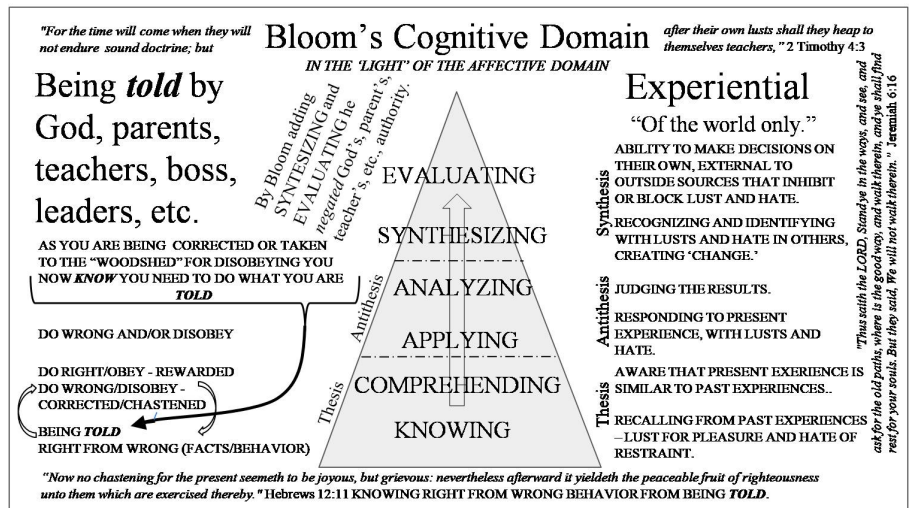 "For the time will come when they will
not endure sound doctrine; but
Bloom's Cognitive Domain
after their own lusts shall they heap to
themselves teachers," 2 Timothy 4:3
IN THE 'LIGHT' OF THE AFFECTIVE DOMAIN
Being told by
God, parents,
teachers, boss,
leaders, etc.
AS YOU ARE BEING CORRECTED OR TAKEN
TO THE "WOODSHED" FOR DISOBEYING YOU
NOW KNOW YOU NEED TO DO WHAT YOU ARE
TOLD
DO WRONG AND/OR DISOBEY
DO RIGHT/OBEY - REWARDED
DO WRONG/DISOBEY -
CORRECTED/CHASTENED
BEING TOLD
RIGHT FROM WRONG (FACTS/BEHAVIOR)
By Bloom adding
SYNTESIZING and
EVALUATING he
negated God's, parent's,
teacher's, etc., authority.
EVALUATING
SYNTHESIZING
ANALYZING
APPLYING
COMPREHENDING
KNOWING
Antithesis
Thesis
Experiential
"Of the world only."
Synthesis
ABILITY TO MAKE DECISIONS ON
THEIR OWN, EXTERNAL TO
OUTSIDE SOURCES THAT INHIBIT
OR BLOCK LUST AND HATE.
RECOGNIZING AND IDENTIFYING
WITH LUSTS AND HATE IN OTHERS,
CREATING 'CHANGE.'
Antithesis
JUDGING THE RESULTS.
RESPONDING TO PRESENT
EXPERIENCE, WITH LUSTS AND
HATE.
Thesis
AWARE THAT PRESENT EXERIENCE IS
SIMILAR TO PAST EXPERIENCES..
RECALLING FROM PAST EXPERIENCES
– LUST FOR PLEASURE AND HATE OF
RESTRAINT.
"Thus saith the LORD, Stand ye in the ways, and see, and
ask for the old paths, where is the good way, and walk therein, and ye shall find
rest for your souls. But they said, We will not walk therein." Jeremiah 6:16
"Now no chastening for the present seemeth to be joyous, but grievous: nevertheless afterward it yieldeth the peaceable fruit of righteousness
unto them which are exercised thereby." Hebrews 12:11 KNOWING RIGHT FROM WRONG BEHAVIOR FROM BEING TOLD.